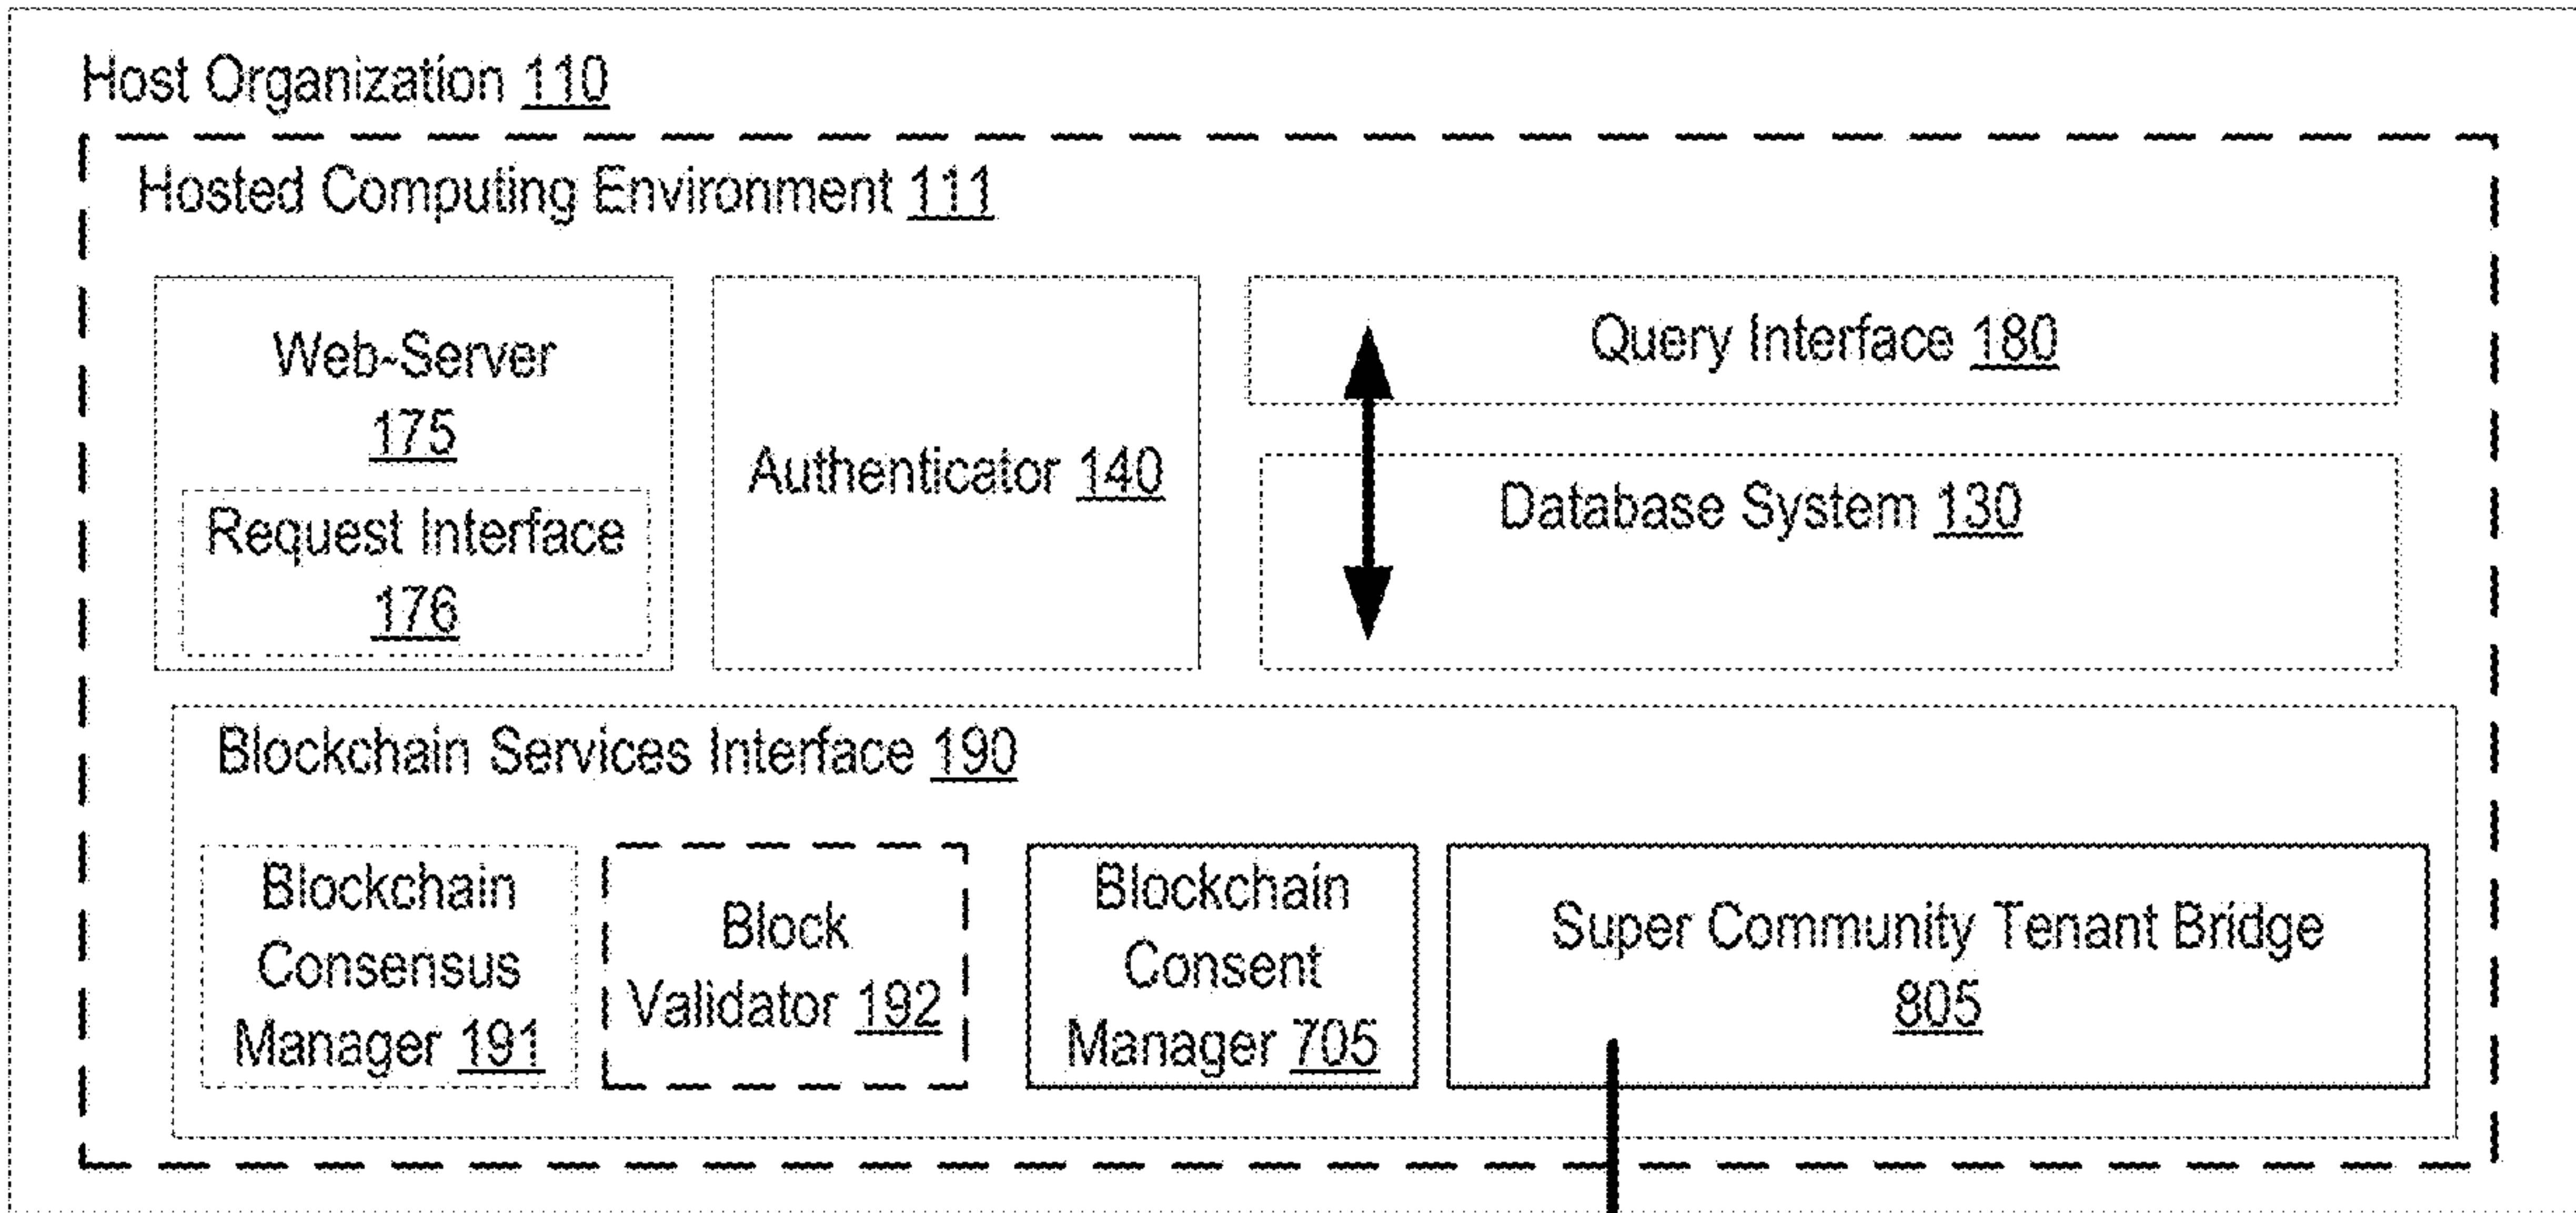 Host Organization 110
Hosted Computing Environment 111
Web-Server
175
Request Interface
176
Authenticator 140
Query Interface 180
Database System 130
Blockchain Services Interface 190
Blockchain
Consensus
Manager 191
Block
Validator 192
Blockchain
Consent
Manager 705
Super Community Tenant Bridge
805